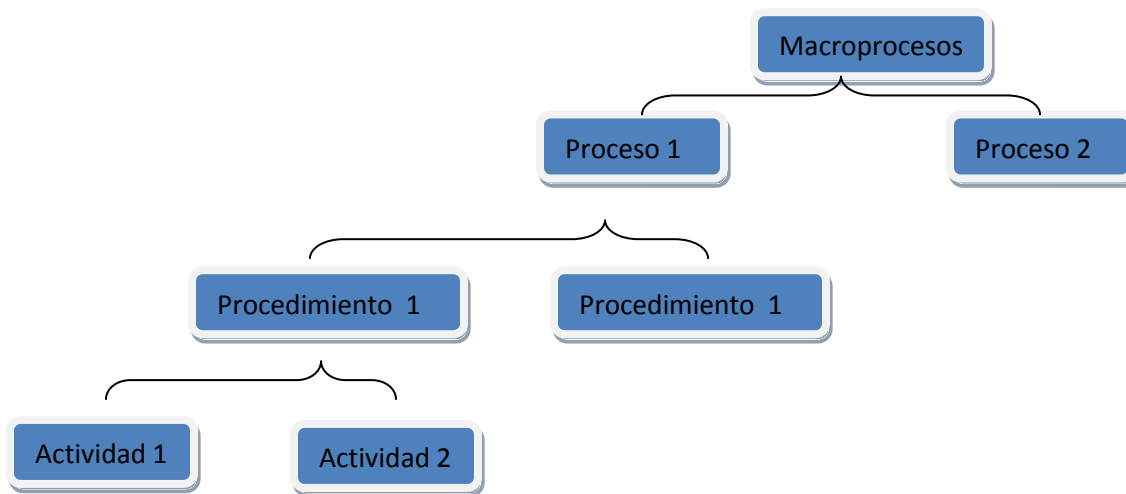 Macroprocesos
Proceso 1
Proceso 2
Procedimiento 1
Procedimiento 1
Actividad 1
Actividad 2